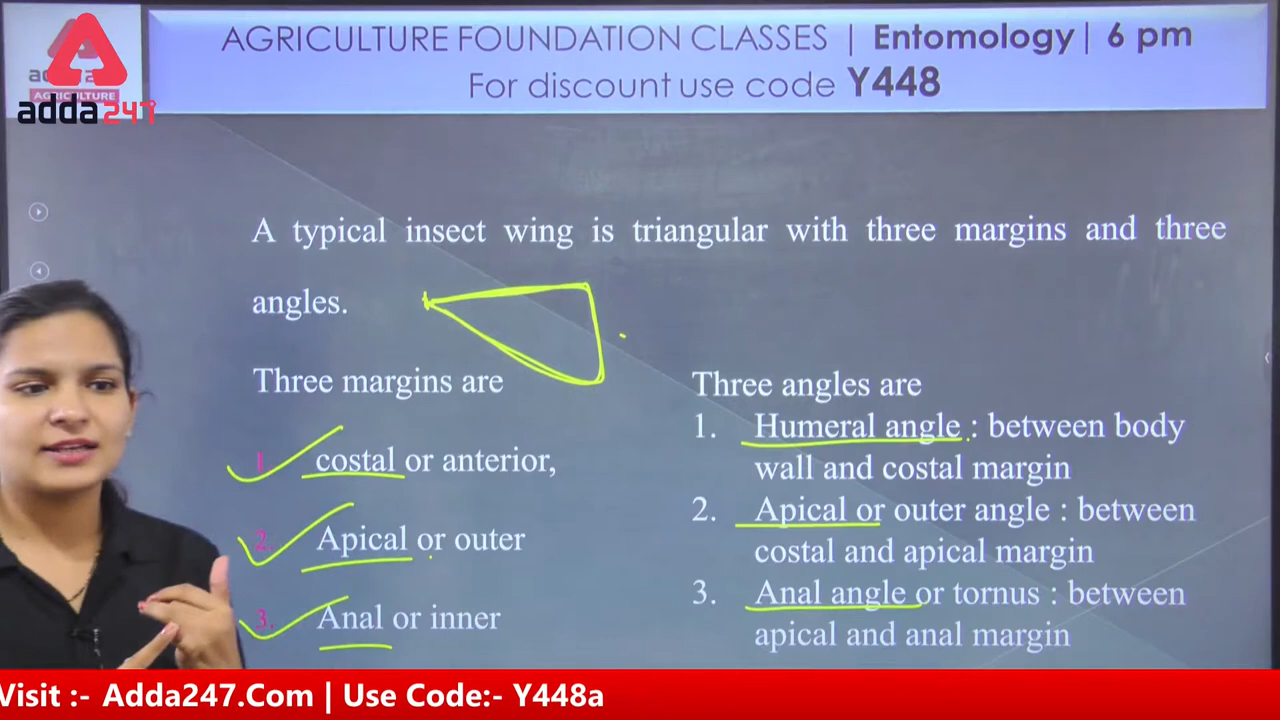 AGRICULTURE FOUNDATION CLASSES | Entomology| 6 pm
For discount use code Y448
AGRICULTURE
adda247
A typical insect wing is triangular with three margins and three
angles.
Three margins are
1 costal or anterior,
2. Apical or outer
3. Anal or inner
Three angles are
1. Humeral angle : between body
wall and costal margin
2. Apical or outer angle : between
costal and apical margin
3. Anal angle or tornus : between
apical and anal margin
Visit :- Adda247.Com | Use Code:- Y448a